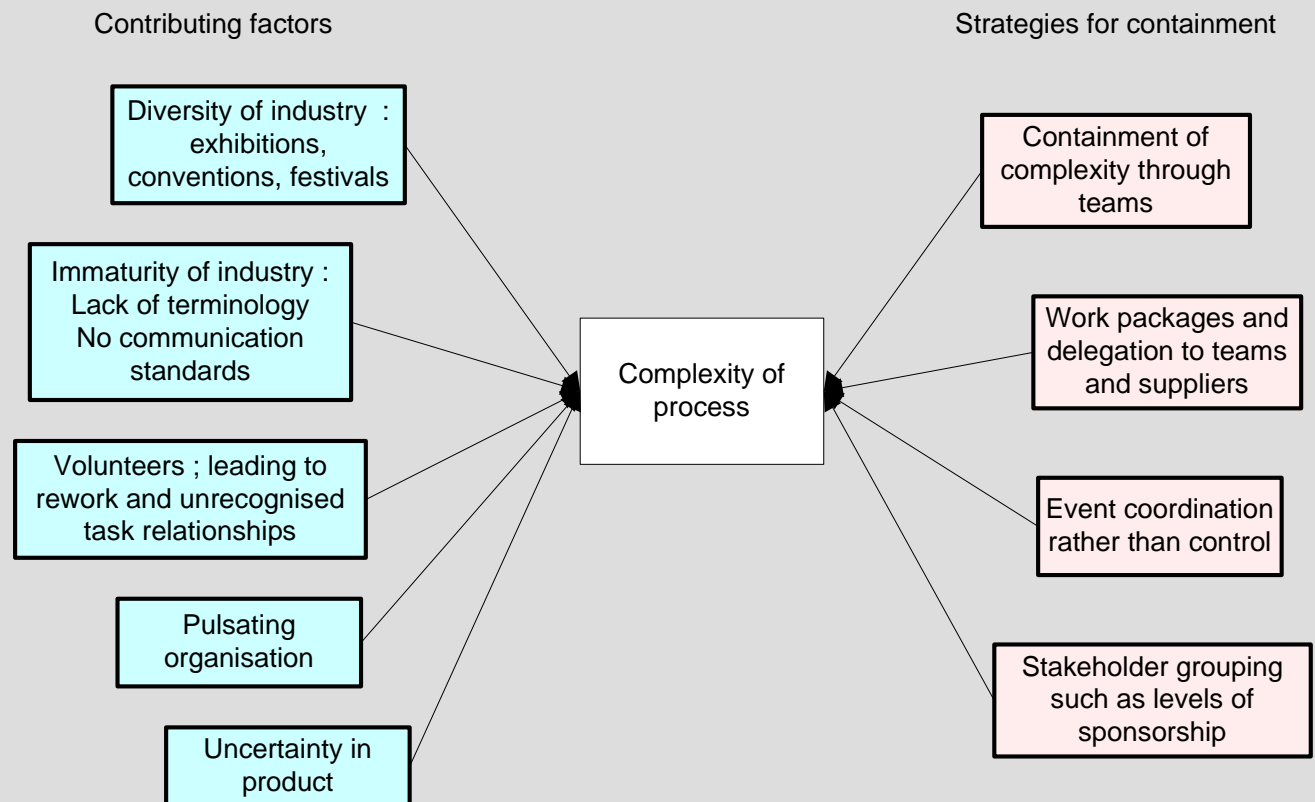 Contributing factors
Strategies for containment
Diversity of industry :
exhibitions,
conventions, festivals
Immaturity of industry :
Lack of terminology
No communication
standards
Volunteers ; leading to
rework and unrecognised
task relationships
Pulsating
organisation
Uncertainty in
product
Complexity of
process
Containment of
complexity through
teams
Work packages and
delegation to teams
and suppliers
Event coordination
rather than control
Stakeholder grouping
such as levels of
sponsorship